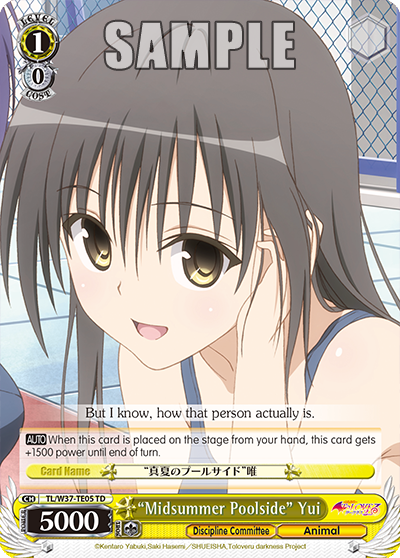 LEVEL
1
0
COST
SAMPLE
But I know, how that person actually is.
AUTO When this card is placed on the stage from your hand, this card gets
+1500 power until end of turn.
Card Name "真夏のプールサイド"唯
CH TL/W37-TE05 TD
5000
"Midsummer Poolside" Yui
Discipline Committee Animal
©Kentaro Yabuki,Saki Hasemi/SHUEISHA,Toloveru darkness Project